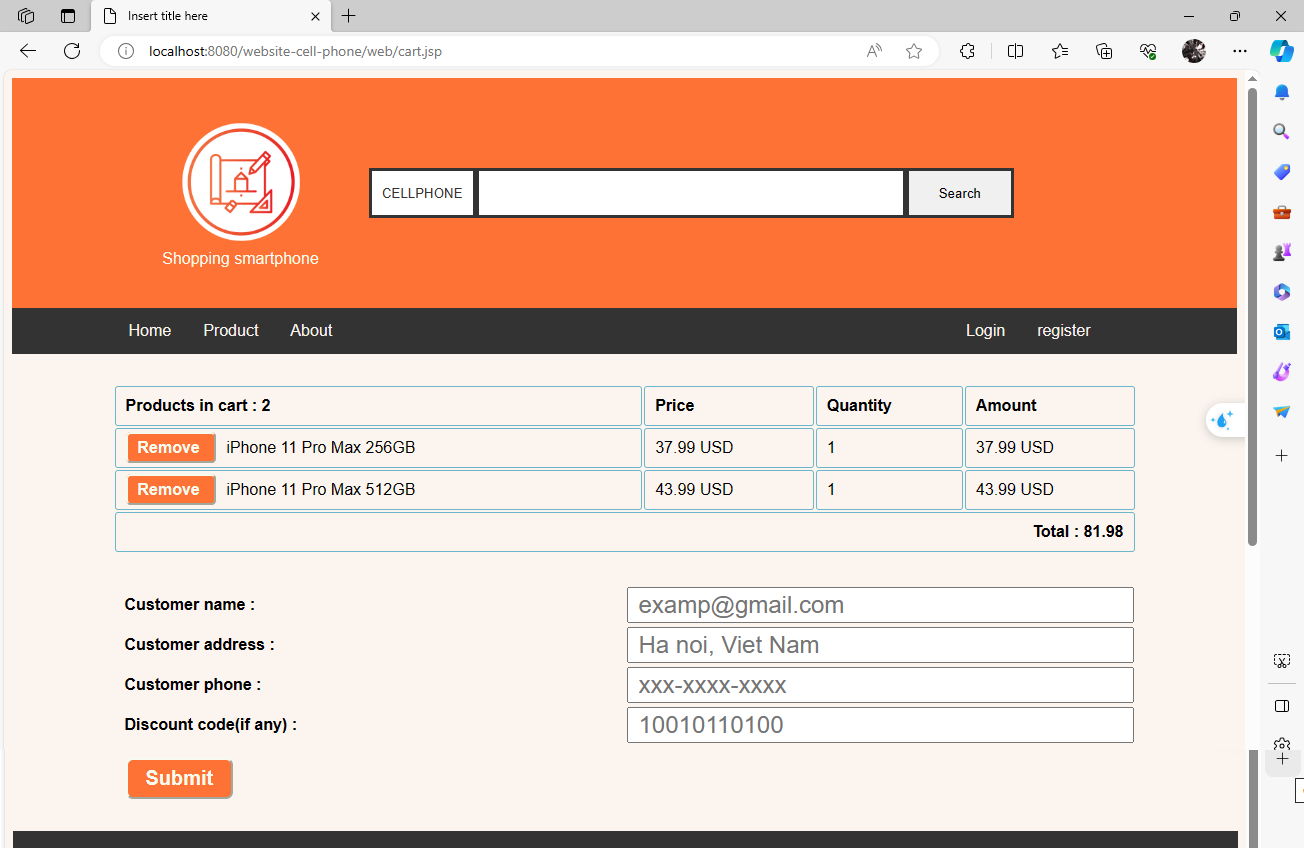 Insert title here
localhost:8080/website-cell-phone/web/cart.jsp
CELLPHONE
Search
Shopping smartphone
Home Product About Login register
Products in cart : 2 Price Quantity Amount
Remove iPhone 11 Pro Max 256GB 37.99 USD 1 37.99 USD
Remove iPhone 11 Pro Max 512GB 43.99 USD 1 43.99 USD
Total : 81.98
Customer name : examp@gmail.com
Customer address : Ha noi, Viet Nam
Customer phone : xxx-xxxx-xxxx
Discount code(if any) : 10010110100
Submit